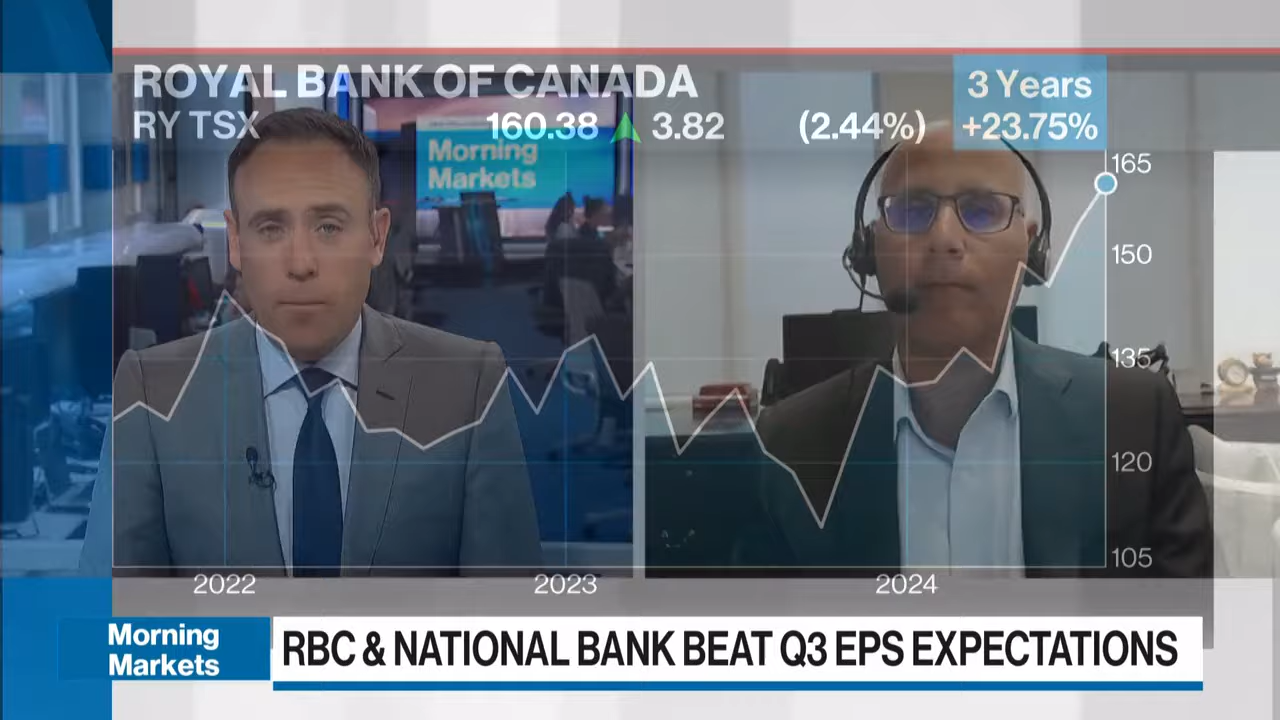 ROYAL BANK OF CANADA
RY TSX 160.38 ▲ 3.82 (2.44%)
3 Years
+23.75%
Morning
Markets
165
150
135
120
105
2022 2023 2024
Morning
Markets
RBC & NATIONAL BANK BEAT Q3 EPS EXPECTATIONS